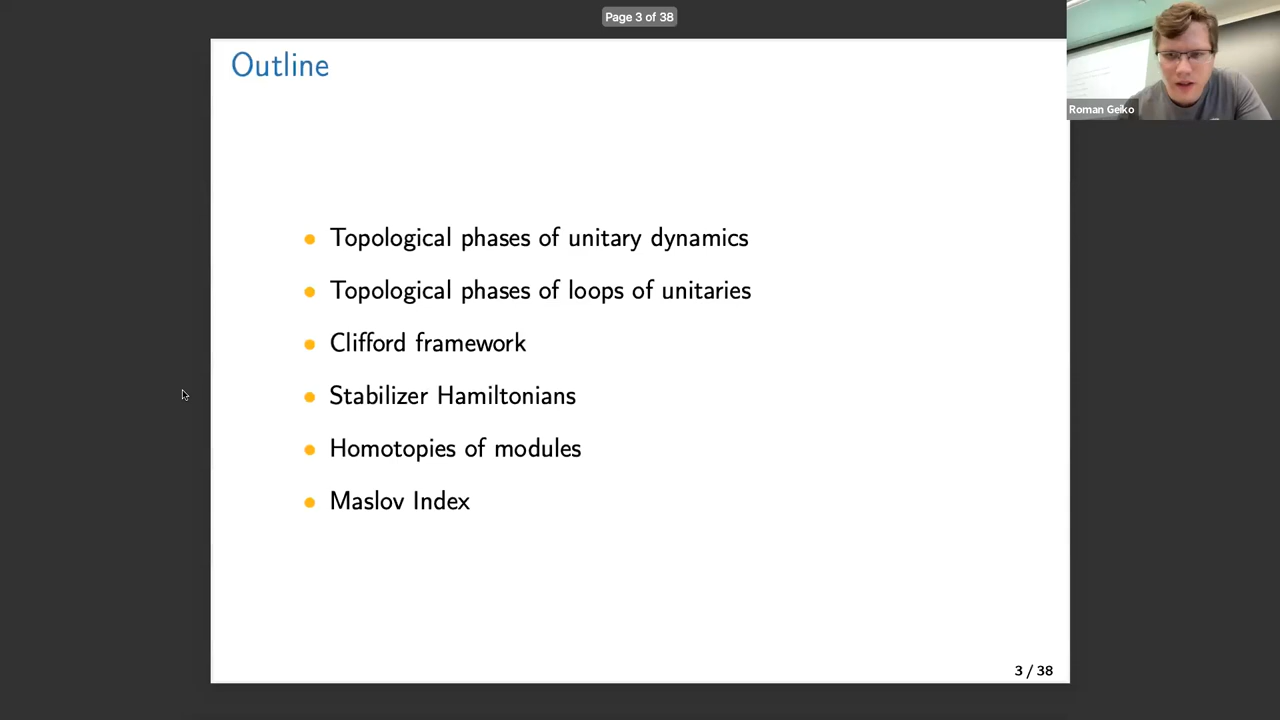 Page 3 of 38
Outline
Roman Geiko
Topological phases of unitary dynamics
Topological phases of loops of unitaries
Clifford framework
Stabilizer Hamiltonians
Homotopies of modules
Maslov Index
3 / 38